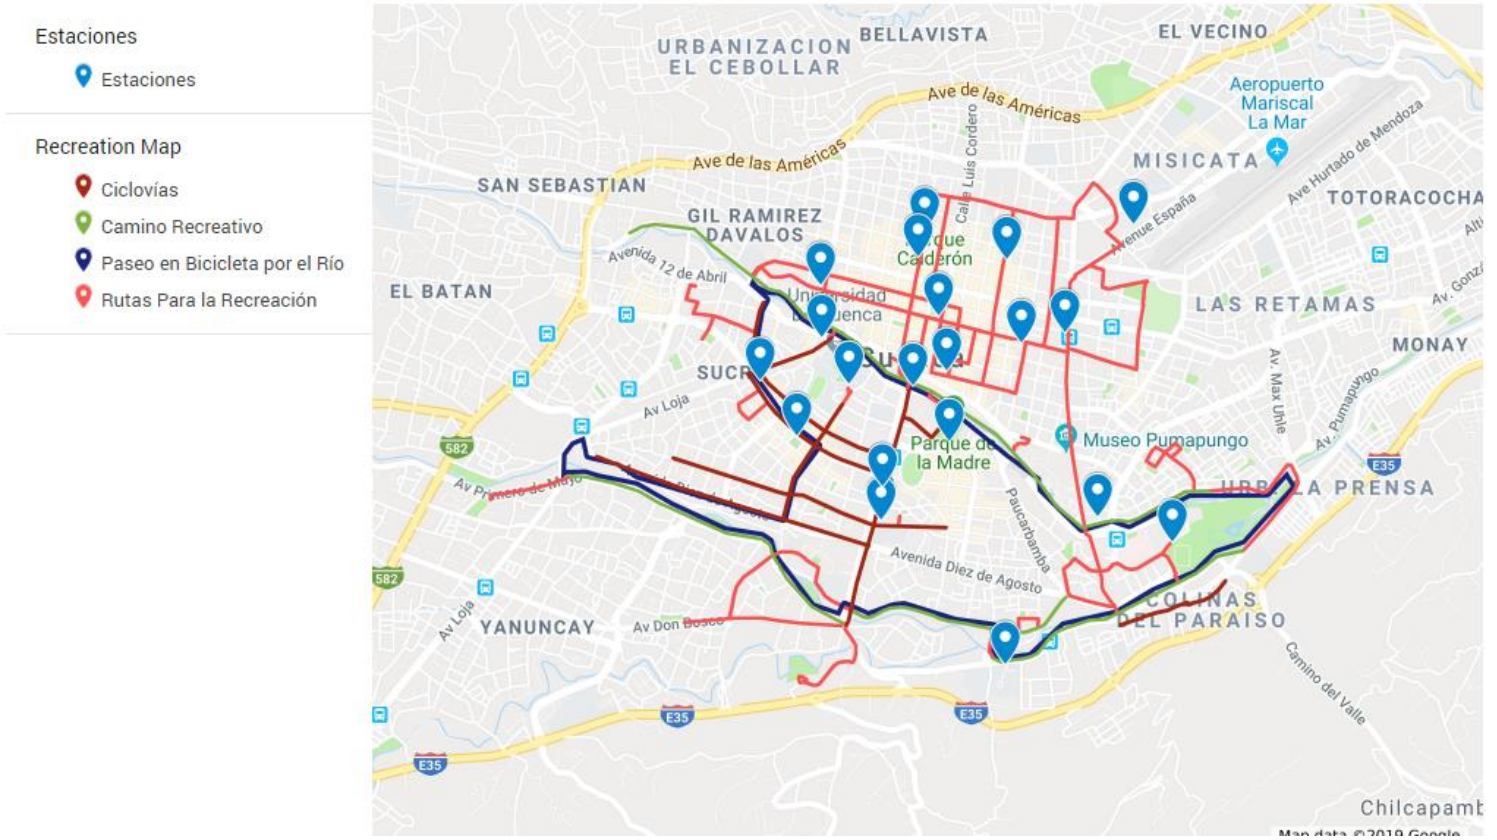 Estaciones
Estaciones
Recreation Map
Ciclovías
Camino Recreativo
Paseo en Bicicleta por el Río
Rutas Para la Recreación
BELLAVISTA
EL VECINO
URBANIZACION
EL CEBOLLAR
Aeropuerto
Mariscal
La Mar
Ave de las Américas
Calle Luis Cordero
Ave Hurtado de Mendoza
Ave de las Américas
MISICATA
SAN SEBASTIAN
TOTORACOCHA
GIL RAMIREZ
DAVALOS
Avenue España
Avenida 12 de Abril
Calderón
EL BATAN
LAS RETAMAS
MONAY
Av. Max Uhle
Av. Pumapungo
Av Loja
582
Parque de
la Madre
Museo Pumapungo
E35
Av Primero de Mayo
LA PRENSA
Paucarbamba
Avenida Diez de Agosto
582
Av Loja
YANUNCAY
Av Don Bosco
COLINAS
DEL PARAISO
Camino del Valle
E35
E35
E35
Chilcapamb
Map data ©2019 Google